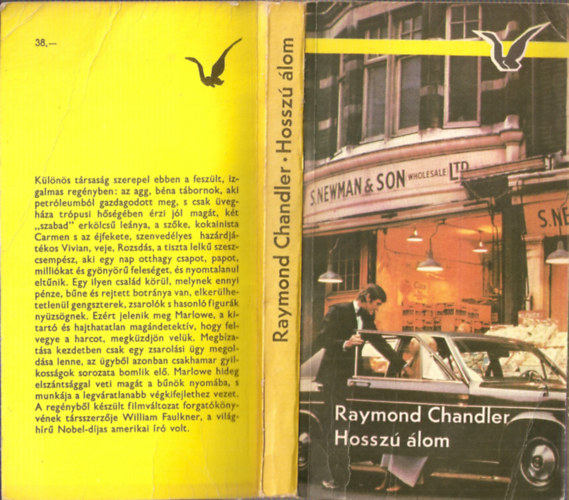 38,—
Különös társaság szerepel ebben a feszült, iz-
galmas regényben: az agg, béna tábornok, aki
petróleumból gazdagodott meg, s csak üveg-
háza trópusi hőségében érzi jól magát, két
„szabad” erkölcsű leánya, a szőke, kokainista
Carmen s az éjfekete, szenvedélyes hazárdjá-
tékos Vivian, veje, Rozsdás, a tiszta lelkű szesz-
csempész, aki egy nap otthagy csapot, papot,
milliókat és gyönyörű feleséget, és nyomtalanul
eltűnik. Egy ilyen család körül, melynek ennyi
pénze, bűne és rejtett botránya van, elkerülhe-
tetlenül gengszterek, zsarolók s hasonló figurák
nyüzsögnek. Ezért jelenik meg Marlowe, a ki-
tartó és hajthatatlan magándetektív, hogy fel-
vegye a harcot, megküzdjön velük. Megbíza-
tása kezdetben csak egy zsarolási ügy megol-
dása lenne, az ügyből azonban csakhamar gyil-
kosságok sorozata bomlik elő. Marlowe hideg
elszántsággal veti magát a bűnök nyomába, s
munkája a legváratlanabb végkifejlethez vezet.
A regényből készült filmváltozat forgatóköny-
vének társszerzője William Faulkner, a világ-
hírű Nobel-díjas amerikai író volt.
Raymond Chandler · Hosszú álom
S. NEWMAN & SON WHOLESALE LTD
S. NE
Raymond Chandler
Hosszú álom